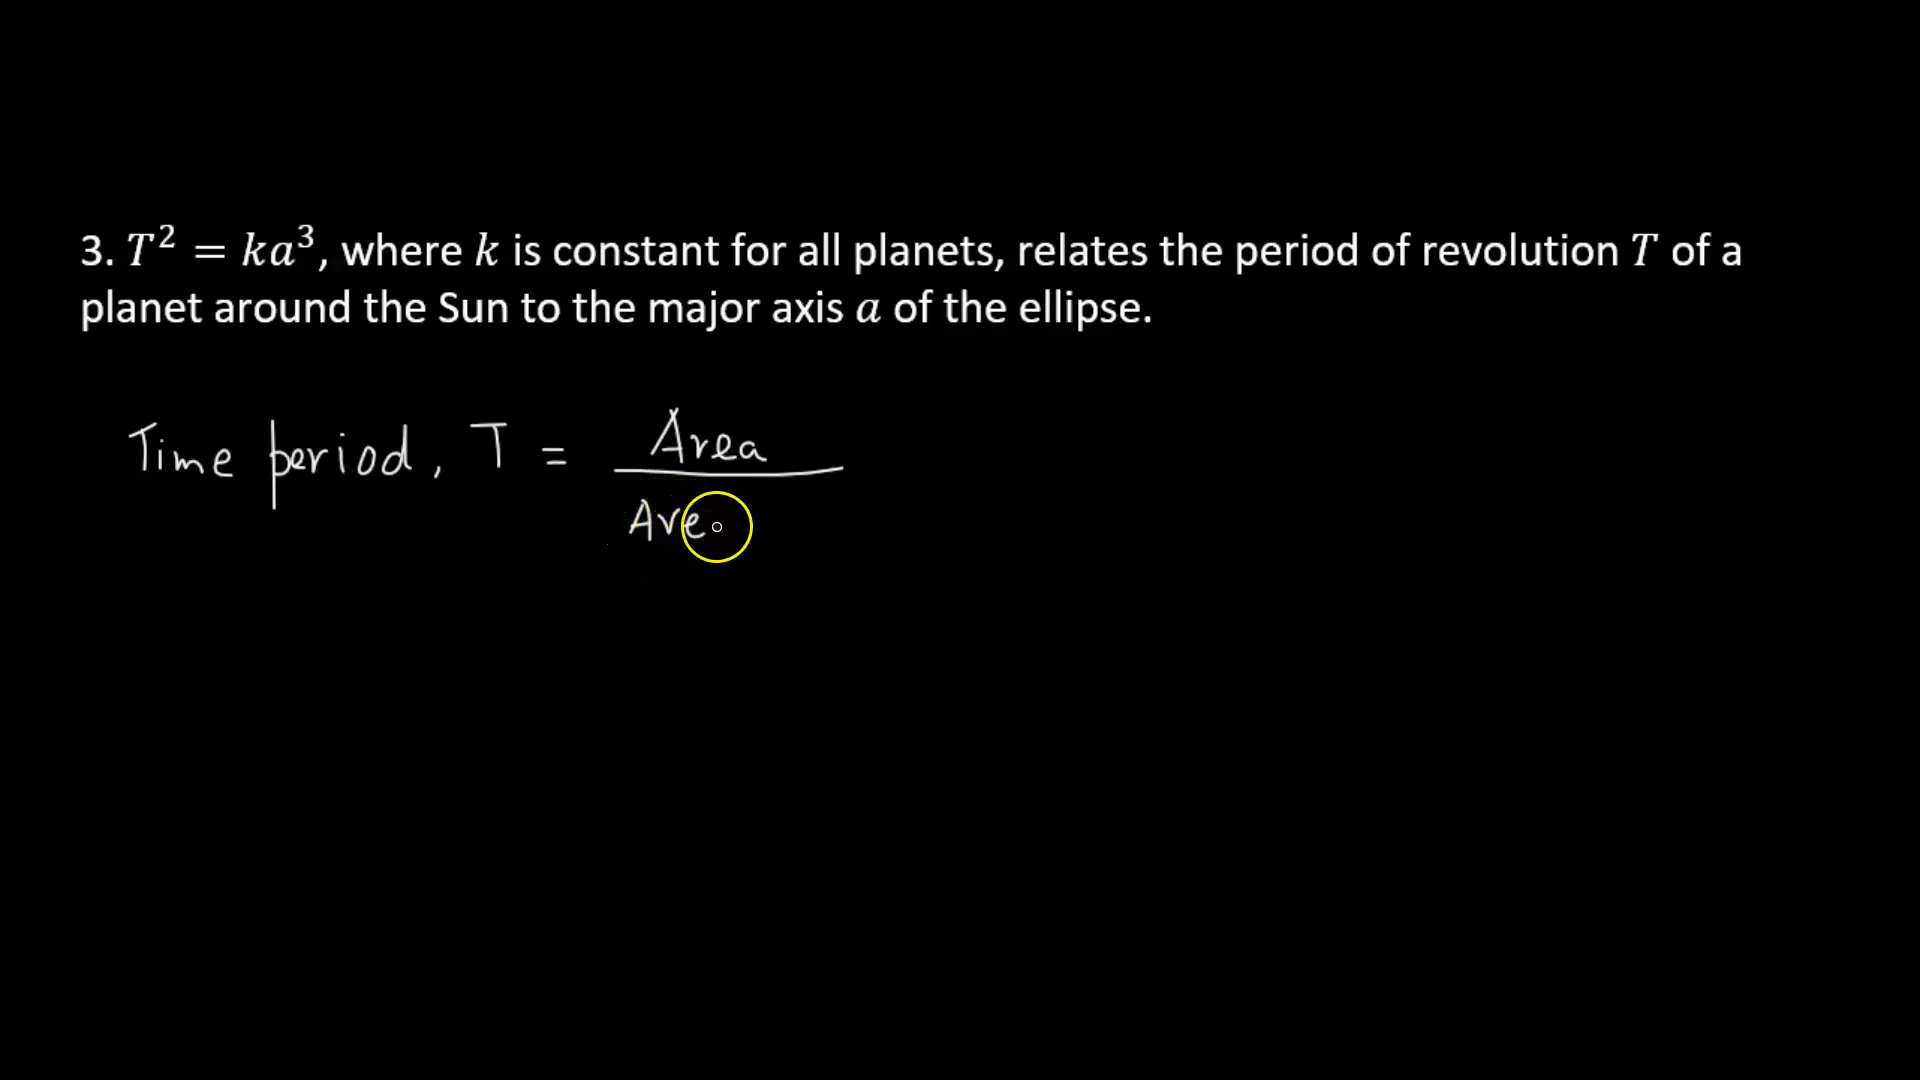 3. T² = ka³, where k is constant for all planets, relates the period of revolution T of a
planet around the Sun to the major axis a of the ellipse.
Time period, T = Area
Are